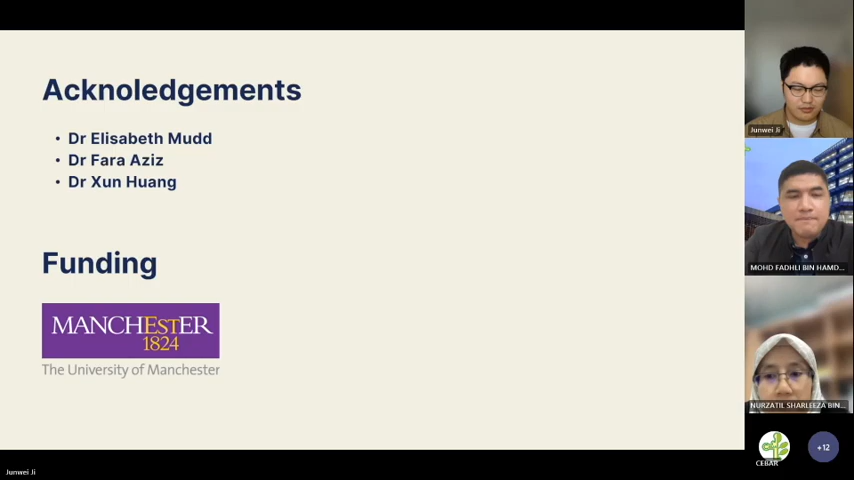 Acknoledgements
• Dr Elisabeth Mudd
• Dr Fara Aziz
• Dr Xun Huang
Funding
MANCHESTER
1824
The University of Manchester
Junwei Ji
MOHD FADHLI BIN HAMD...
NURZATIL SHARLEEZA BIN...
CEBAR
+12
Junwei Ji